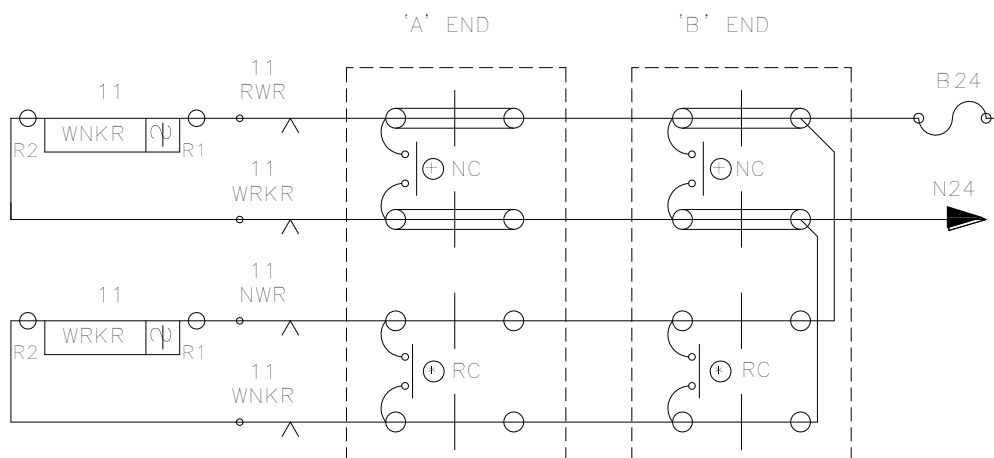 'A' END
'B' END
11
RWR
11
B24
WNKR
R2
R1
NC
NC
11
WRKR
N24
11
NWR
11
WRKR
R2
R1
RC
RC
11
WNKR